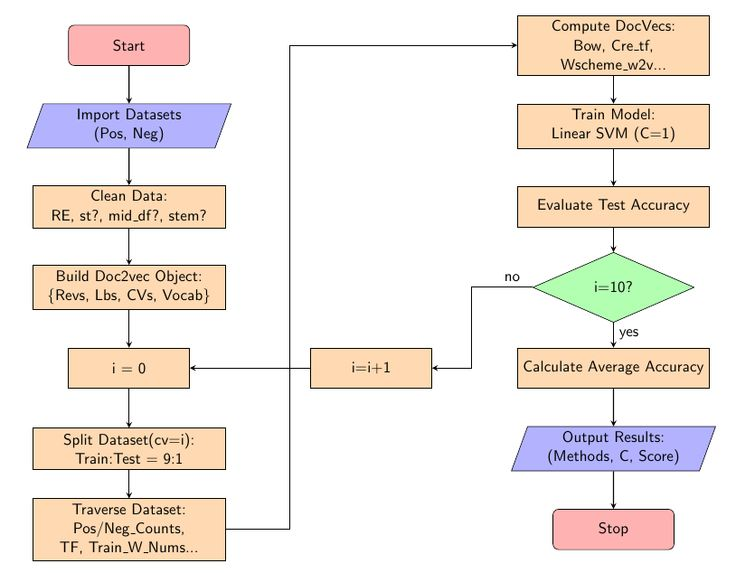 Start
Import Datasets
(Pos, Neg)
Clean Data:
RE, st?, mid_df?, stem?
Build Doc2vec Object:
{Revs, Lbs, CVs, Vocab}
i = 0
Split Dataset(cv=i):
Train:Test = 9:1
Traverse Dataset:
Pos/Neg_Counts,
TF, Train_W_Nums...
Compute DocVecs:
Bow, Cre_tf,
Wscheme_w2v...
Train Model:
Linear SVM (C=1)
Evaluate Test Accuracy
i=10?
no
i=i+1
yes
Calculate Average Accuracy
Output Results:
(Methods, C, Score)
Stop